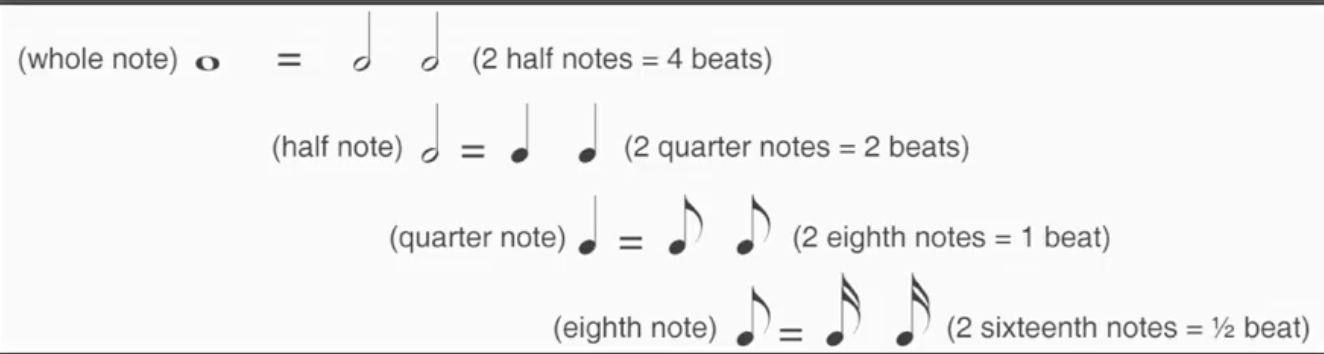 (whole note) = (2 half notes = 4 beats)
(half note) = (2 quarter notes = 2 beats)
(quarter note) = (2 eighth notes = 1 beat)
(eighth note) = (2 sixteenth notes = ½ beat)